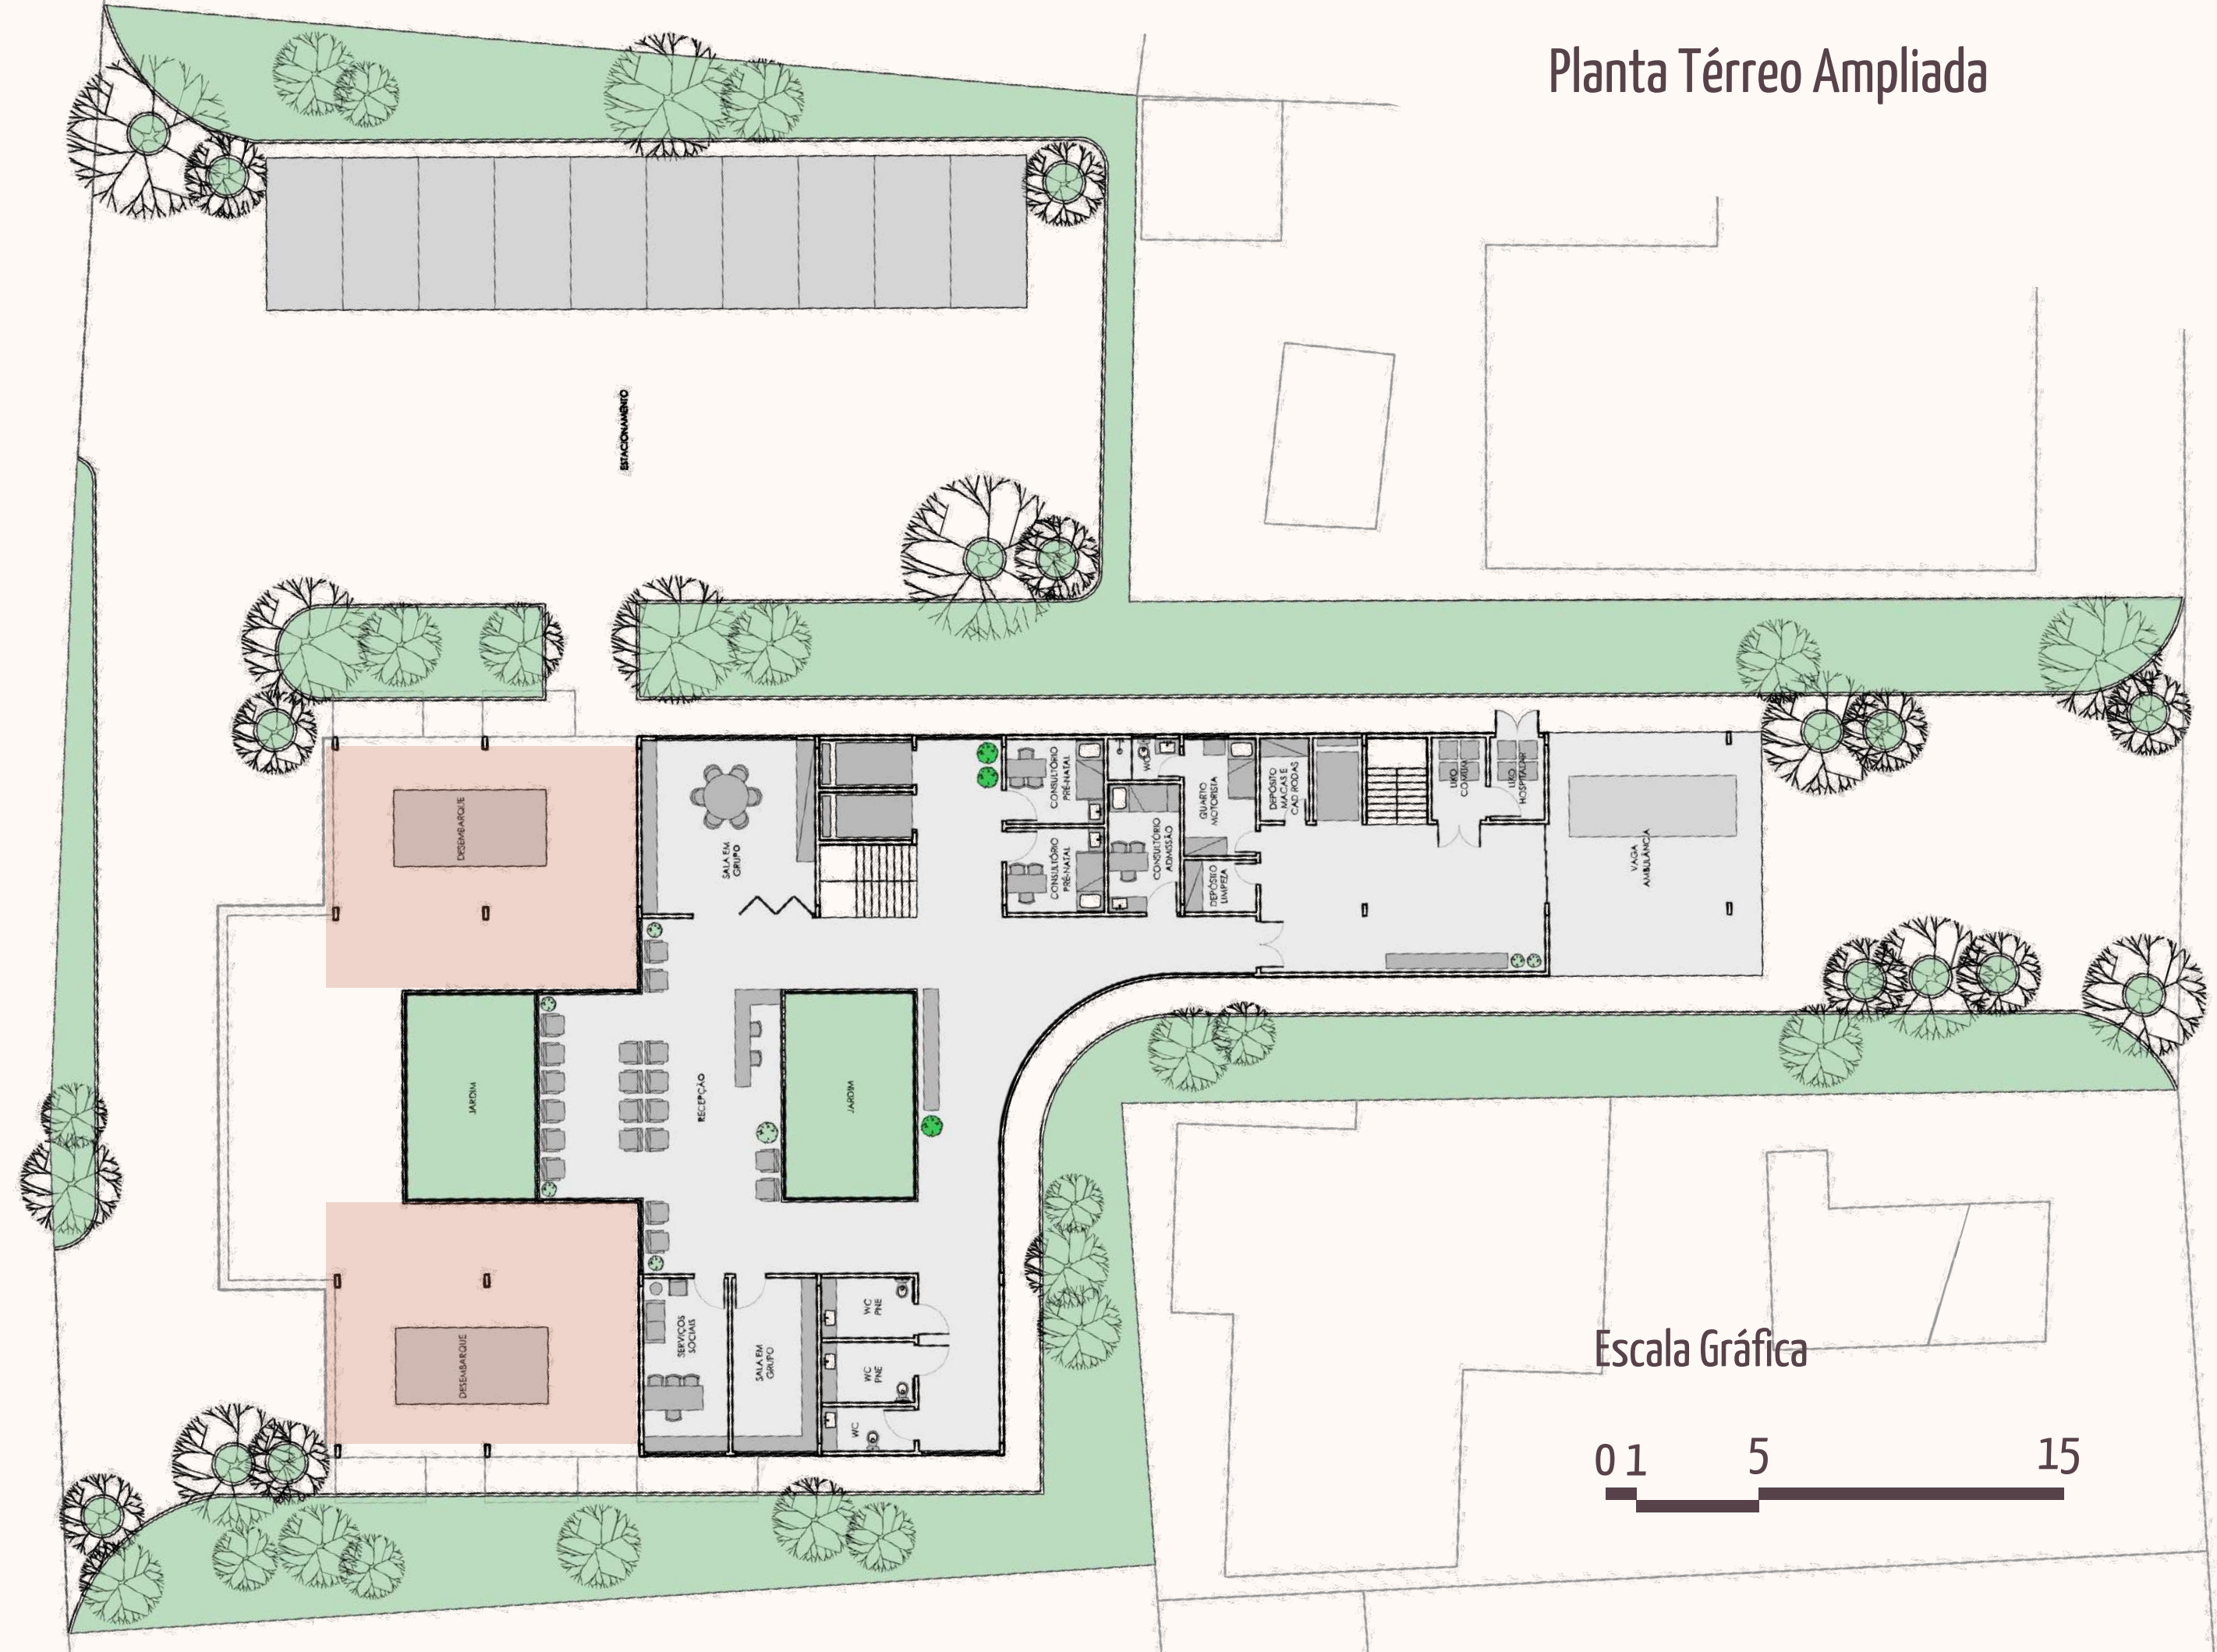 Planta Térreo Ampliada
ESTACIONAMENTO
DESEMBARQUE
SALA EM
GRUPO
CONSULTÓRIO
PRÉ-NATAL
CONSULTÓRIO
PRÉ-NATAL
WC
CONSULTÓRIO
ADMISSÃO
QUARTO
MOTORISTA
DEPÓSITO
LIMPEZA
DEPÓSITO
MACAS E
CAD RODAS
LIXO
COMUM
LIXO
HOSPITALAR
VAGA
AMBULÂNCIA
JARDIM
RECEPÇÃO
JARDIM
DESEMBARQUE
SERVIÇOS
SOCIAIS
SALA EM
GRUPO
WC
PNE
WC
PNE
WC
Escala Gráfica
0 1 5 15